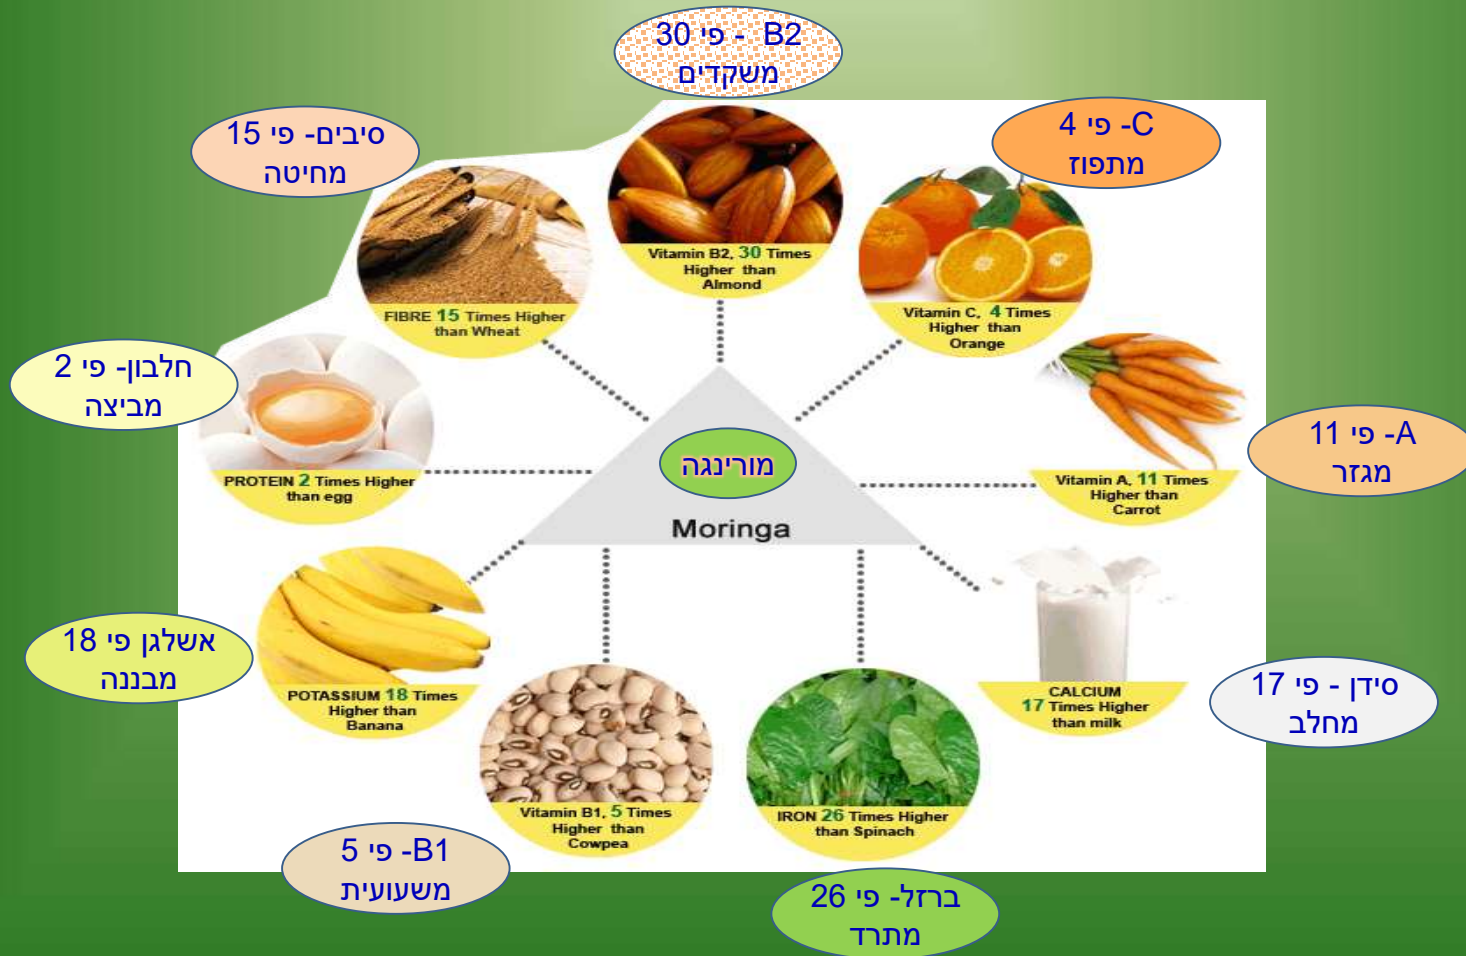 B2 - פי 30
משקדים
סיבים- פי 15
מחיטה
C- פי 4
מתפוז
Vitamin B2, 30 Times
Higher than
Almond
FIBRE 15 Times Higher
than Wheat
Vitamin C, 4 Times
Higher than
Orange
חלבון- פי 2
מביצה
A- פי 11
מגזר
PROTEIN 2 Times Higher
than egg
מורינגה
Moringa
Vitamin A, 11 Times
Higher than
Carrot
אשלגן פי 18
מבננה
POTASSIUM 18 Times
Higher than
Banana
CALCIUM
17 Times Higher
than milk
סידן - פי 17
מחלב
Vitamin B1, 5 Times
Higher than
Cowpea
IRON 26 Times Higher
than Spinach
B1- פי 5
משעועית
ברזל- פי 26
מתרד